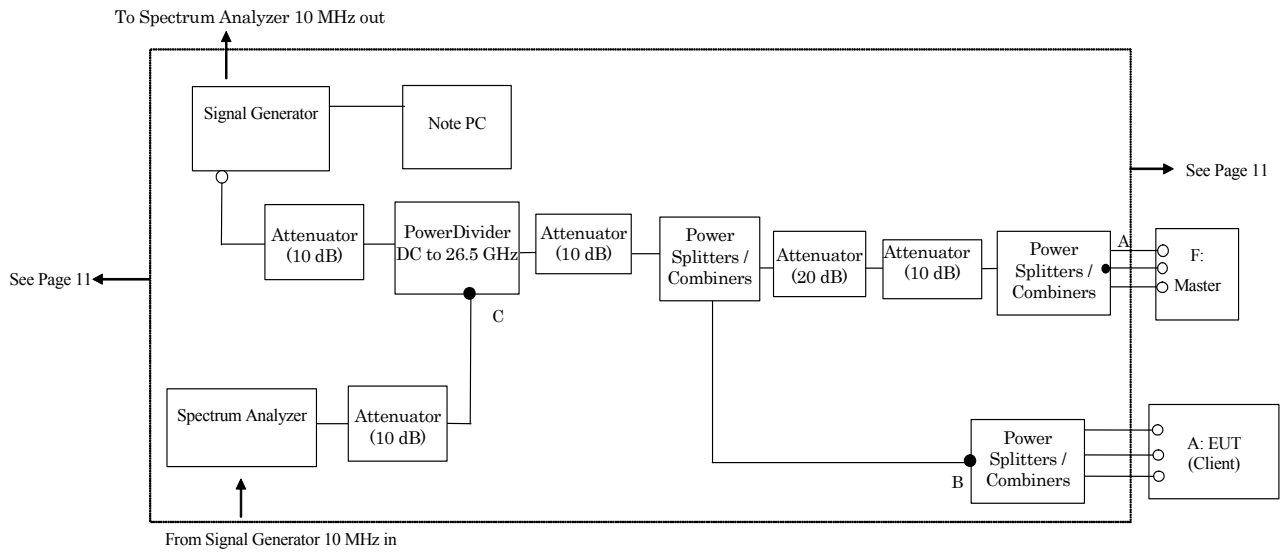 To Spectrum Analyzer 10 MHz out
Signal Generator
Note PC
See Page 11
Attenuator
(10 dB)
PowerDivider
DC to 26.5 GHz
Attenuator
(10 dB)
Power
Splitters /
Combiners
Attenuator
(20 dB)
Attenuator
(10 dB)
Power
Splitters /
Combiners
A
F:
Master
See Page 11
C
Spectrum Analyzer
Attenuator
(10 dB)
B
Power
Splitters /
Combiners
A: EUT
(Client)
From Signal Generator 10 MHz in